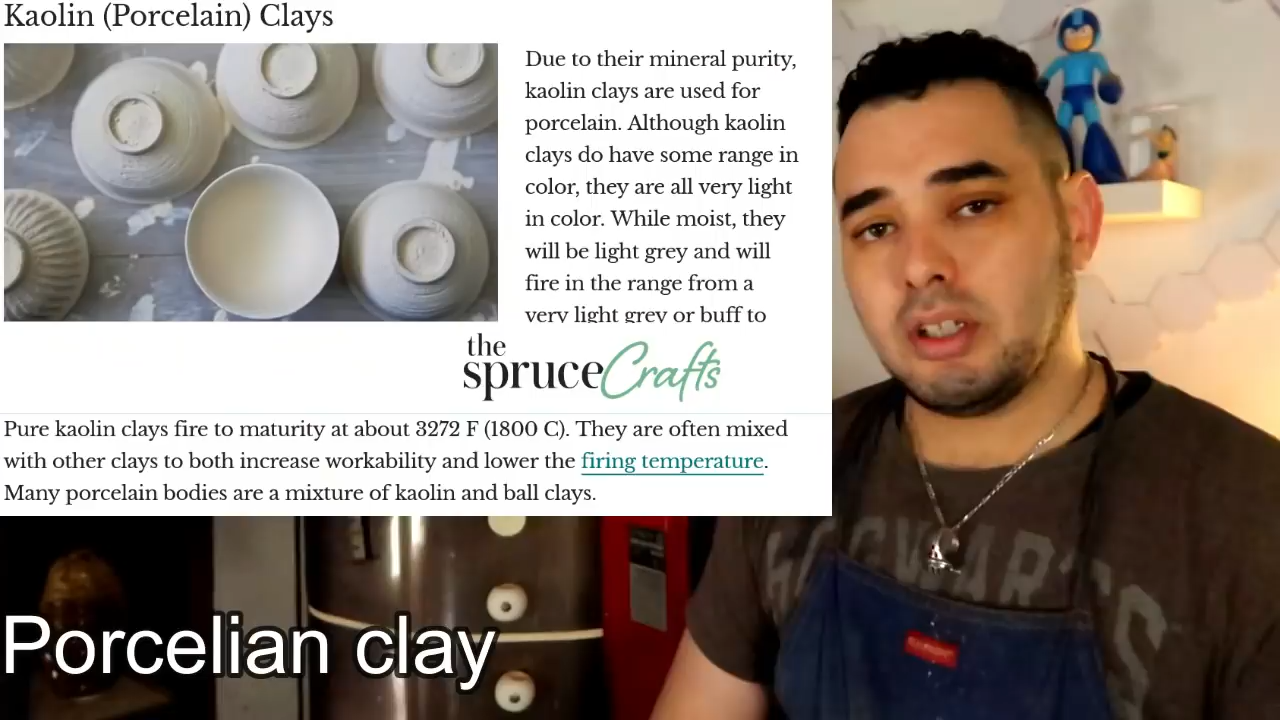 Kaolin (Porcelain) Clays
Due to their mineral purity,
kaolin clays are used for
porcelain. Although kaolin
clays do have some range in
color, they are all very light
in color. While moist, they
will be light grey and will
fire in the range from a
very light grey or buff to
the
spruceCrafts
Pure kaolin clays fire to maturity at about 3272 F (1800 C). They are often mixed
with other clays to both increase workability and lower the firing temperature.
Many porcelain bodies are a mixture of kaolin and ball clays.
HOGWARTS
Porcelian clay